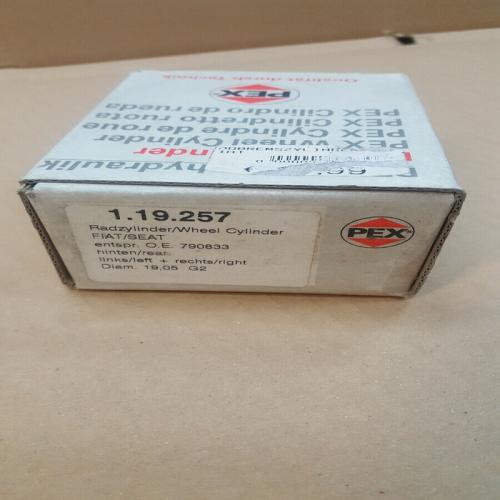 1.19.257
Radzylinder/Wheel Cylinder
FIAT/SEAT
entspr. O.E. 790833
hinten/rear
links/left + rechts/right
Diam. 19,05 G2
PEX
Qualität durch Technik
PEX
PEX Cilindro de rueda
PEX Cilindretto ruota
PEX Cylindre de roue
Wheel Cylinder
hydraulik